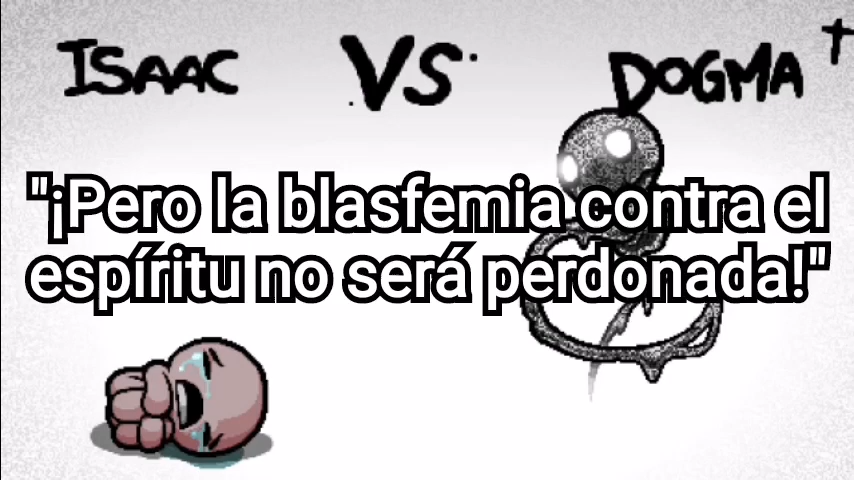 ISAAC VS DOGMA
"¡Pero la blasfemia contra el
espíritu no será perdonada!"